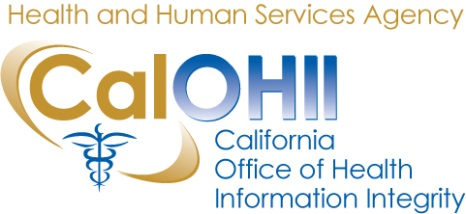 Health and Human Services Agency
CalOHII
California
Office of Health
Information Integrity